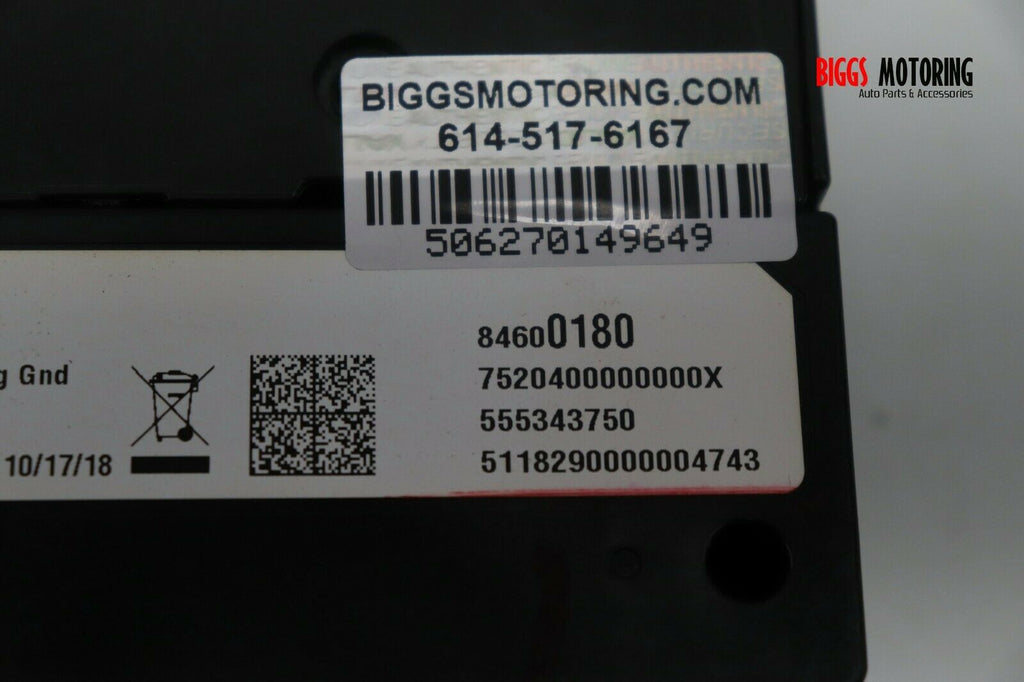 BIGGS MOTORING
Auto Parts & Accessories
BIGGSMOTORING.COM
614-517-6167
506270149649
84600180
7520400000000X
g Gnd
555343750
10/17/18
5118290000004743